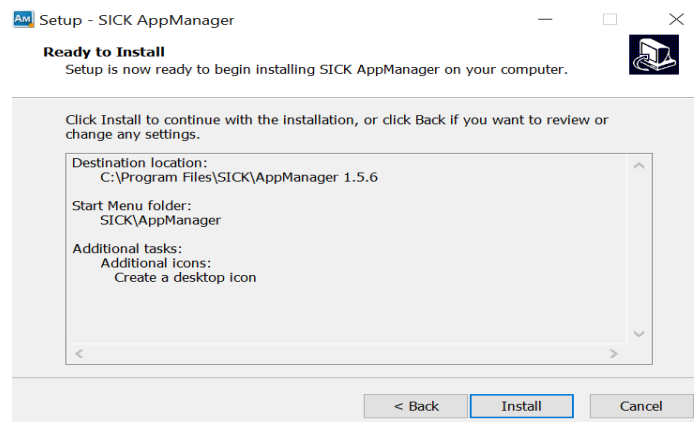 AM Setup - SICK AppManager
Ready to Install
Setup is now ready to begin installing SICK AppManager on your computer.
Click Install to continue with the installation, or click Back if you want to review or
change any settings.
Destination location:
C:\Program Files\SICK\AppManager 1.5.6
Start Menu folder:
SICK\AppManager
Additional tasks:
Additional icons:
Create a desktop icon
< Back
Install
Cancel